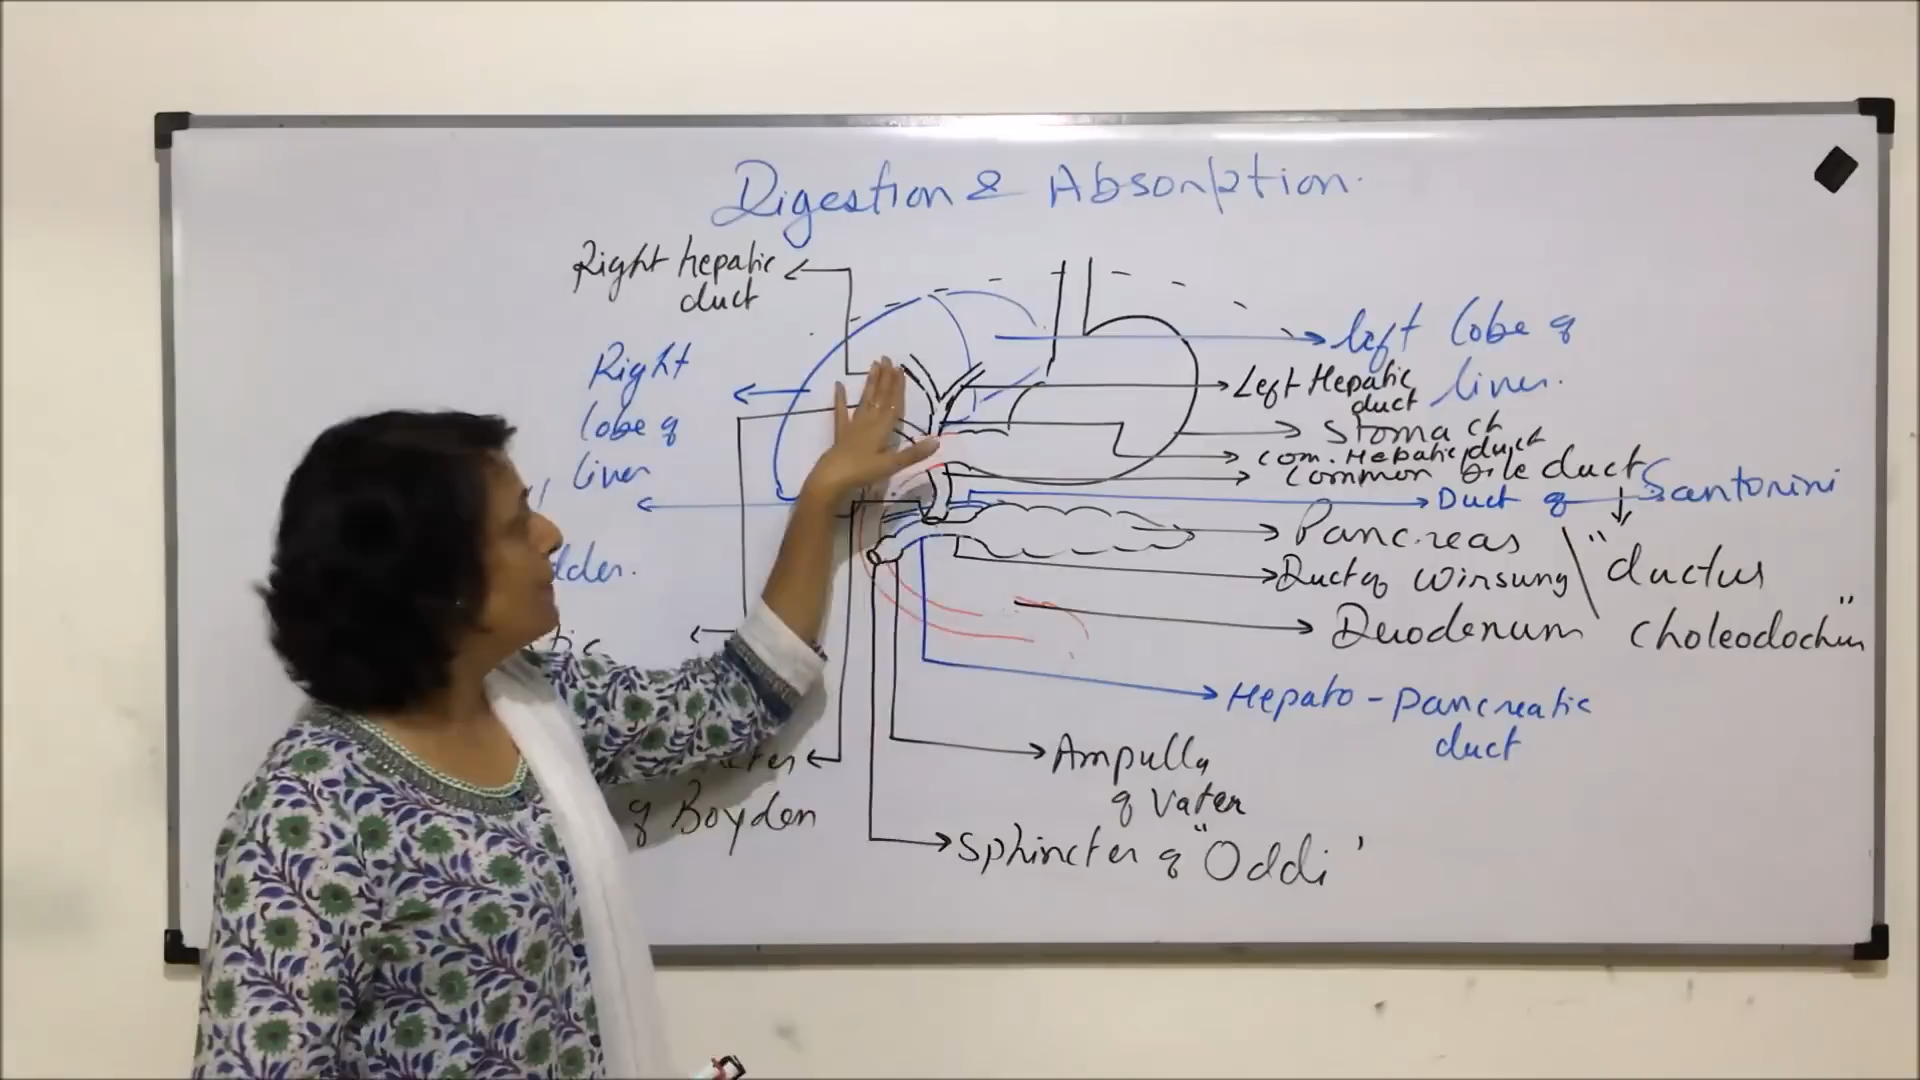 Digestion & Absorption.
Right hepatic
duct
Right
lobe of
liver
left lobe of
liver.
Left Hepatic
duct
Stomach
Com. Hepatic duct
Common bile duct
Duct of Santorini
Pancreas
Duct of Wirsung
"ductus
Choleodochm"
Duodenum
Hepato-Pancreatic
duct
Ampulla
of Vater
of Boyden
Sphincter of "Oddi'